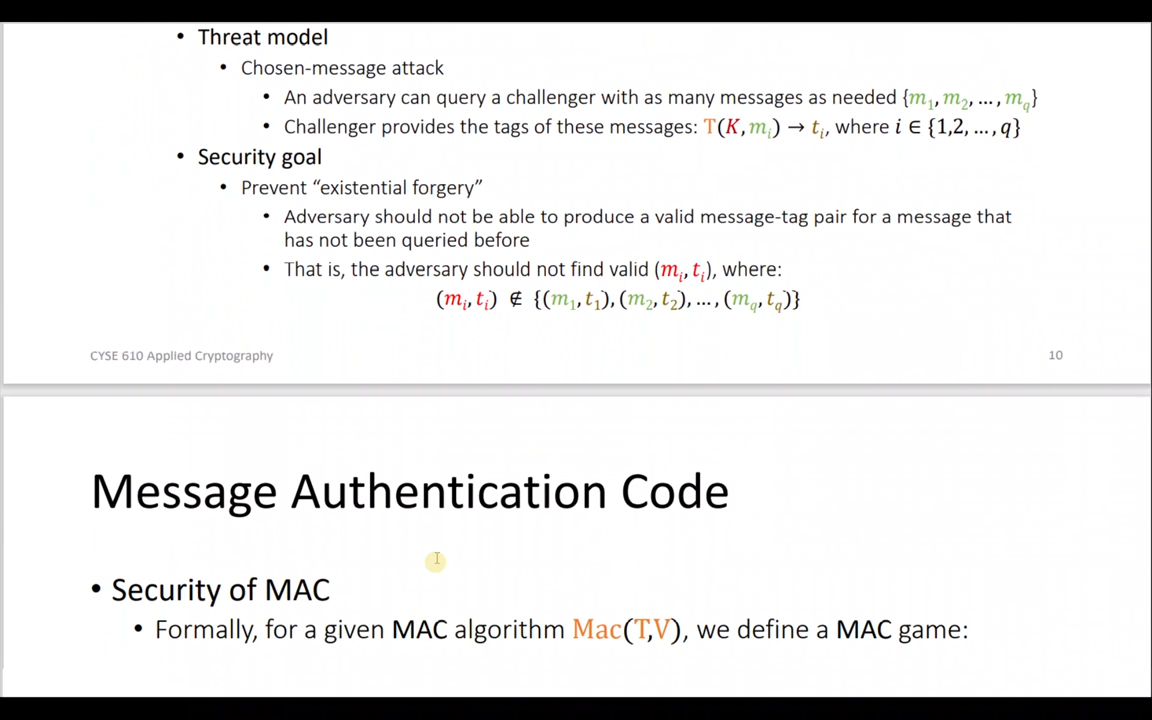 • Threat model
• Chosen-message attack
• An adversary can query a challenger with as many messages as needed {m₁, m₂, ..., m_q}
• Challenger provides the tags of these messages: T(K, mᵢ) → tᵢ, where i ∈ {1,2, ..., q}
• Security goal
• Prevent “existential forgery”
• Adversary should not be able to produce a valid message-tag pair for a message that
has not been queried before
• That is, the adversary should not find valid (mᵢ, tᵢ), where:
(mᵢ, tᵢ) ∉ {(m₁, t₁), (m₂, t₂), ..., (m_q, t_q)}
CYSE 610 Applied Cryptography 10
Message Authentication Code
• Security of MAC
• Formally, for a given MAC algorithm Mac(T,V), we define a MAC game: